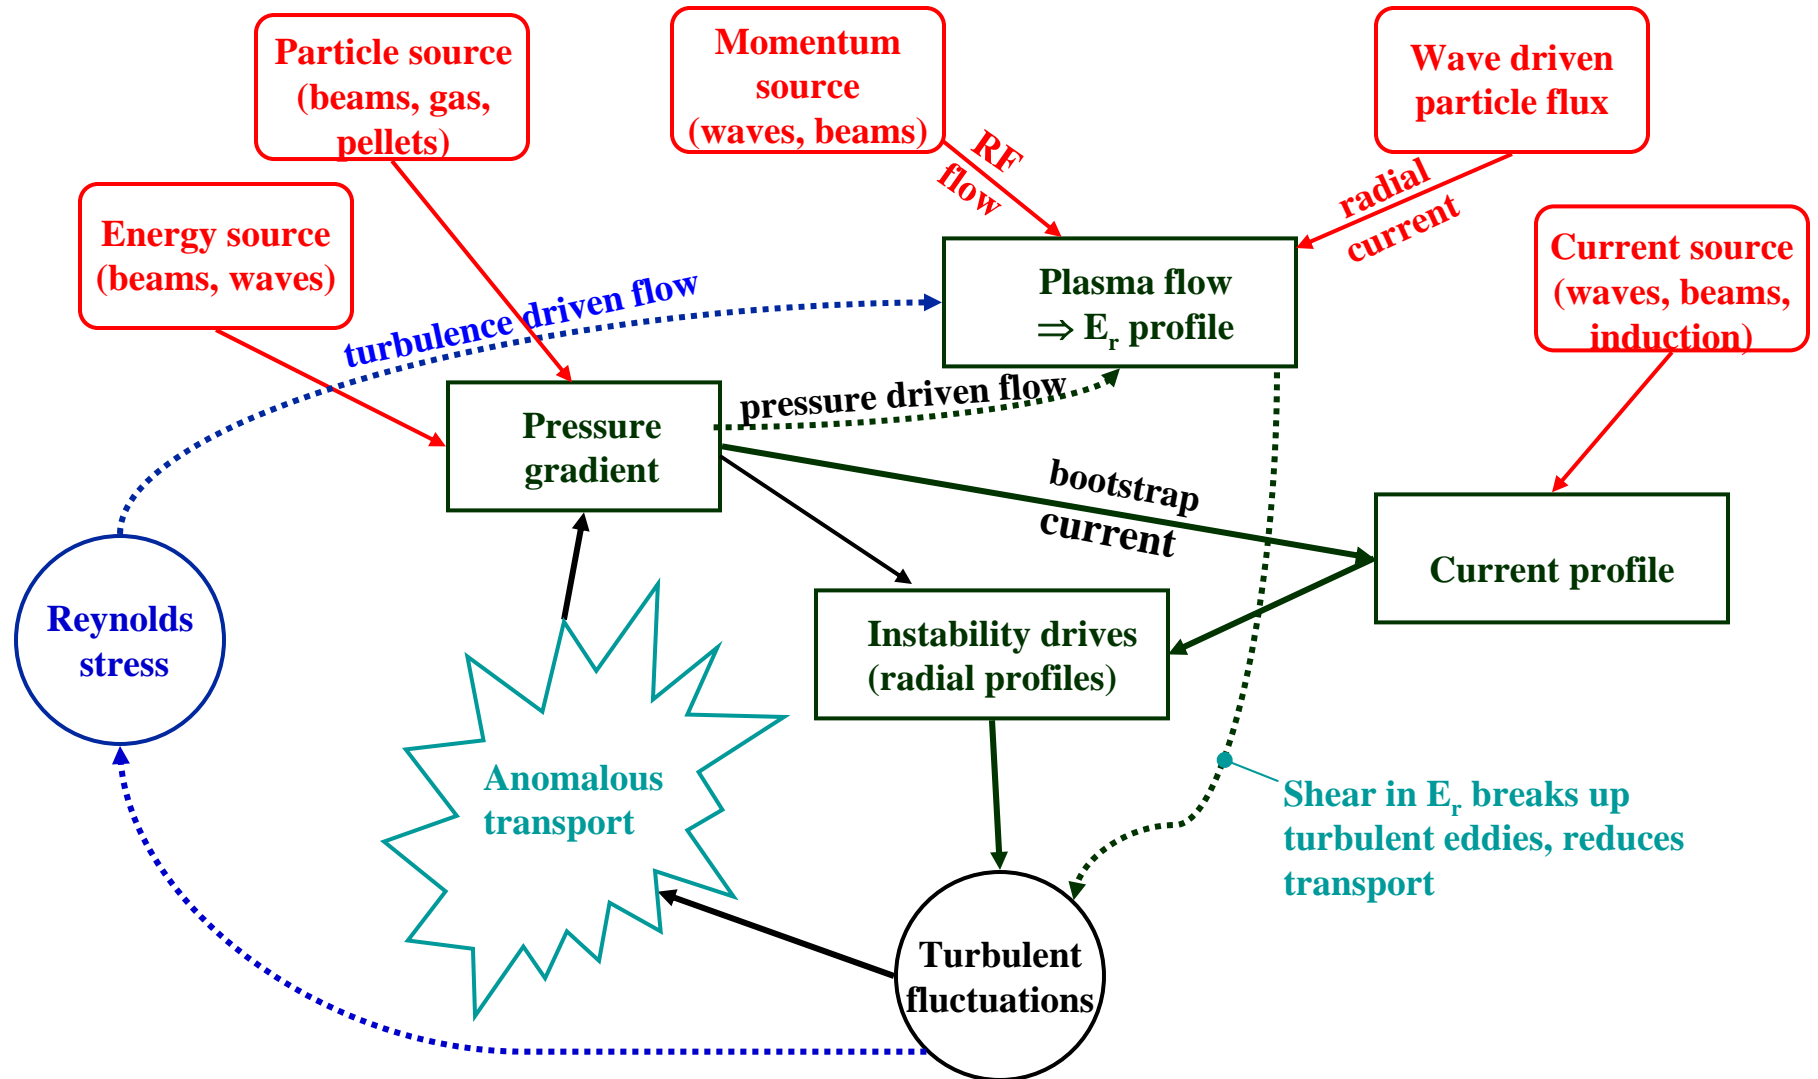 Particle source
(beams, gas,
pellets)
Momentum
source
(waves, beams)
Wave driven
particle flux
RF
flow
radial
current
Energy source
(beams, waves)
Current source
(waves, beams,
induction)
turbulence driven flow
Plasma flow
⇒ Er profile
pressure driven flow
Pressure
gradient
bootstrap
current
Current profile
Reynolds
stress
Instability drives
(radial profiles)
Anomalous
transport
Shear in Er breaks up
turbulent eddies, reduces
transport
Turbulent
fluctuations